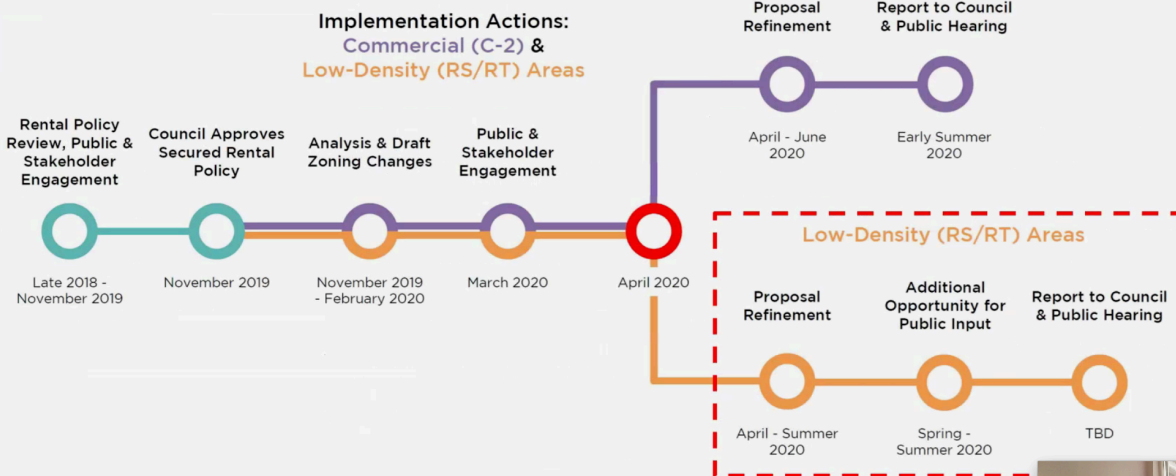 Implementation Actions:
Commercial (C-2) &
Low-Density (RS/RT) Areas
Rental Policy
Review, Public &
Stakeholder
Engagement
Late 2018 -
November 2019
Council Approves
Secured Rental
Policy
November 2019
Analysis & Draft
Zoning Changes
November 2019
- February 2020
Public &
Stakeholder
Engagement
March 2020
April 2020
Proposal
Refinement
April - June
2020
Report to Council
& Public Hearing
Early Summer
2020
Low-Density (RS/RT) Areas
Proposal
Refinement
April - Summer
2020
Additional
Opportunity for
Public Input
Spring -
Summer 2020
Report to Council
& Public Hearing
TBD